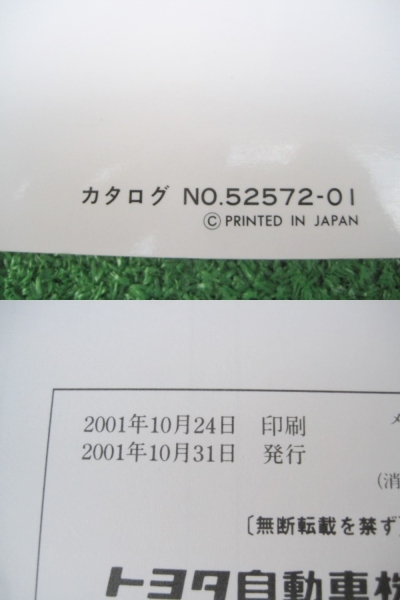 カタログ NO.52572-01
Ⓒ PRINTED IN JAPAN
2001年10月24日 印刷
2001年10月31日 発行
(消
〔無断転載を禁ず〕
トヨタ自動車株